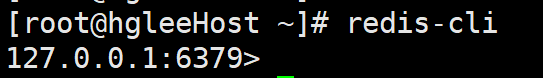 [root@hgleeHost ~]# redis-cli
127.0.0.1:6379>